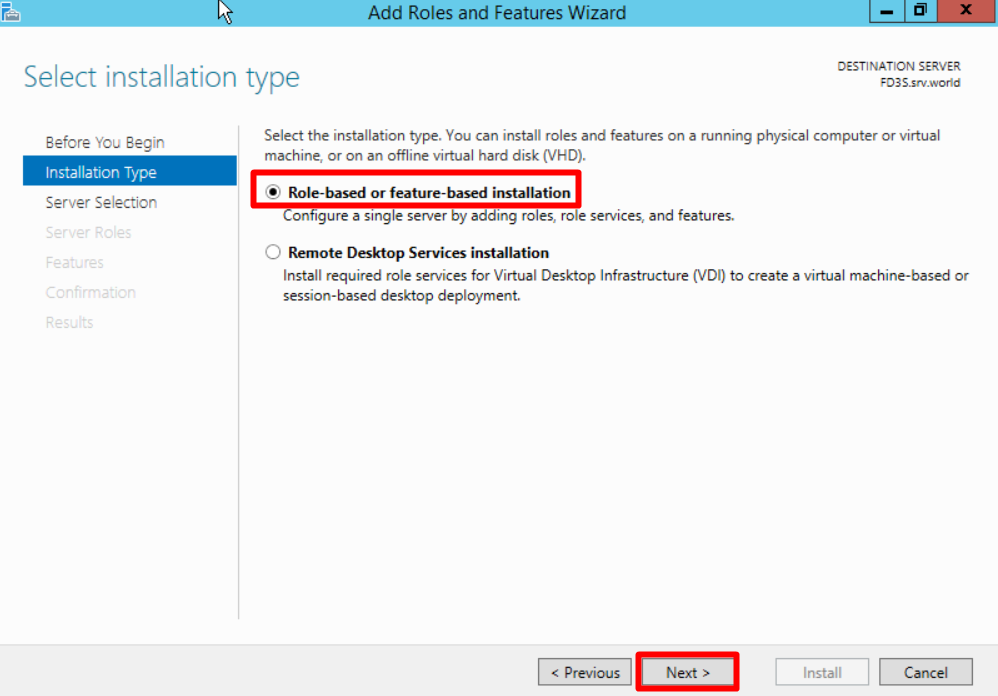 Add Roles and Features Wizard
Select installation type
DESTINATION SERVER
FD3S.srv.world
Before You Begin
Installation Type
Server Selection
Server Roles
Features
Confirmation
Results
Select the installation type. You can install roles and features on a running physical computer or virtual
machine, or on an offline virtual hard disk (VHD).
Role-based or feature-based installation
Configure a single server by adding roles, role services, and features.
Remote Desktop Services installation
Install required role services for Virtual Desktop Infrastructure (VDI) to create a virtual machine-based or
session-based desktop deployment.
< Previous
Next >
Install
Cancel